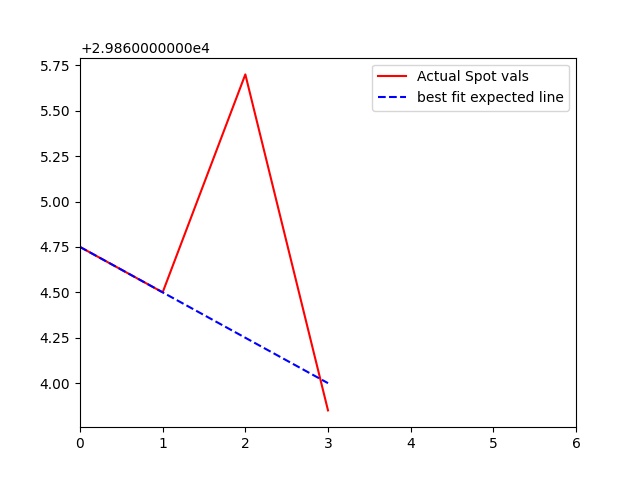 +2.9860000000e4
5.75
5.50
5.25
5.00
4.75
4.50
4.25
4.00
0 1 2 3 4 5 6
Actual Spot vals
best fit expected line